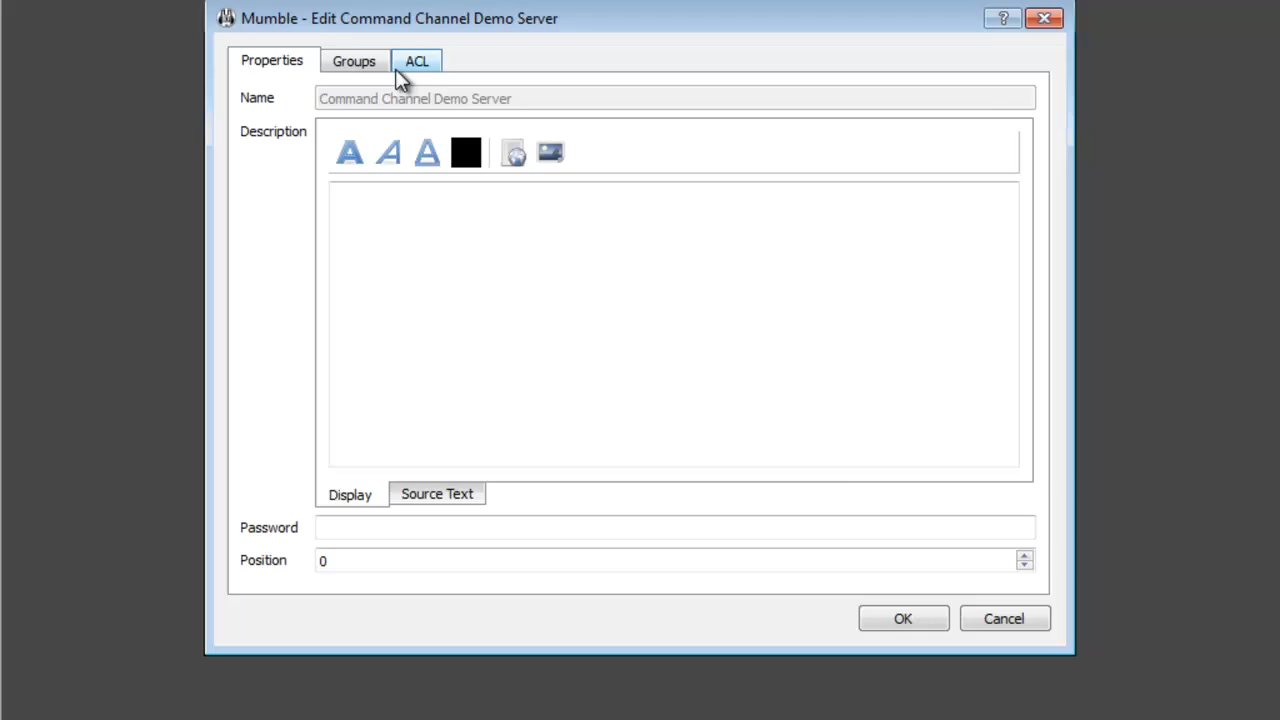 Mumble - Edit Command Channel Demo Server
?
Properties Groups ACL
Name Command Channel Demo Server
Description
A A A
Display Source Text
Password
Position 0
OK Cancel